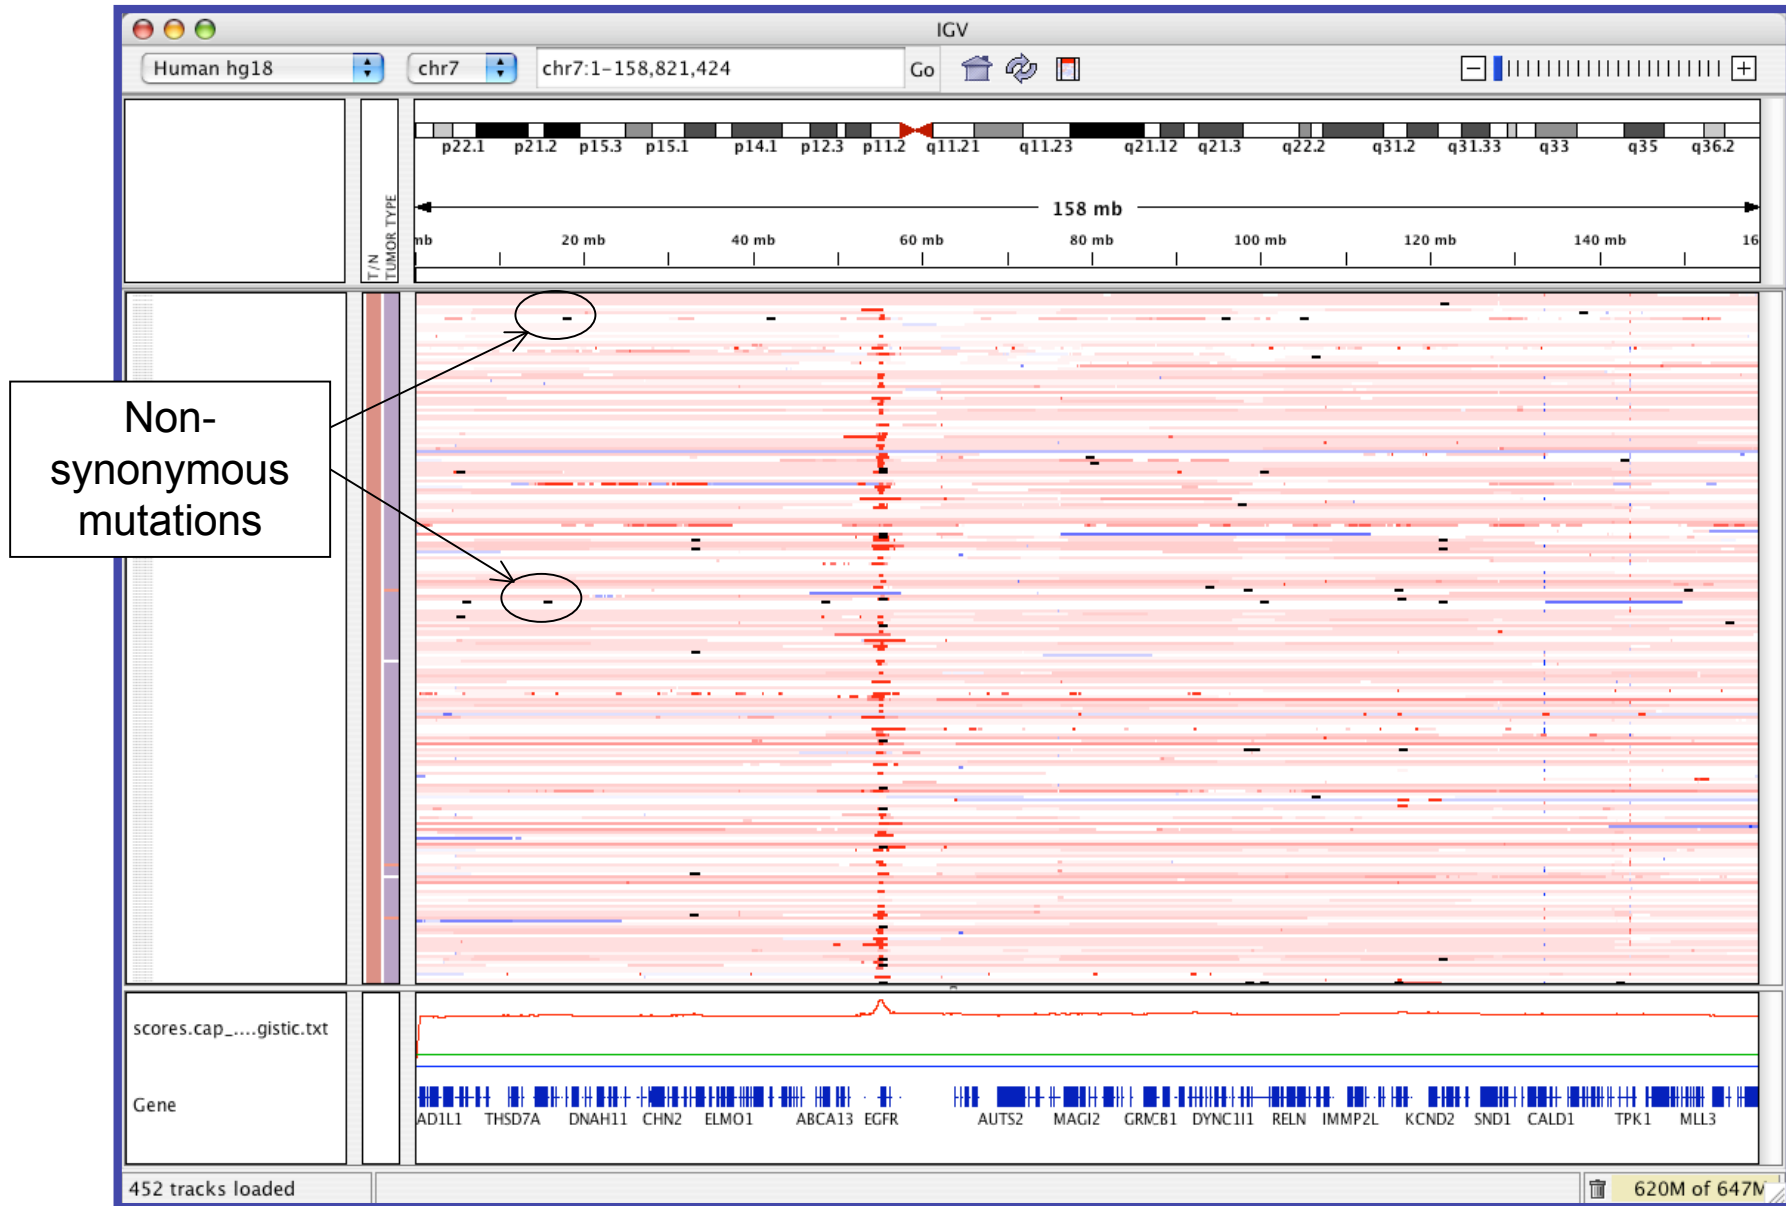 IGV
Human hg18
chr7
chr7:1-158,821,424
Go
p22.1 p21.2 p15.3 p15.1 p14.1 p12.3 p11.2 q11.21 q11.23 q21.12 q21.3 q22.2 q31.2 q31.33 q33 q35 q36.2
158 mb
mb 20 mb 40 mb 60 mb 80 mb 100 mb 120 mb 140 mb 16
T/N
TUMOR TYPE
Non-
synonymous
mutations
scores.cap_....gistic.txt
Gene
AD1L1 THSD7A DNAH11 CHN2 ELMO1 ABCA13 EGFR AUTS2 MAGI2 GRMCB1 DYNC1I1 RELN IMMP2L KCND2 SND1 CALD1 TPK1 MLL3
452 tracks loaded
620M of 647M